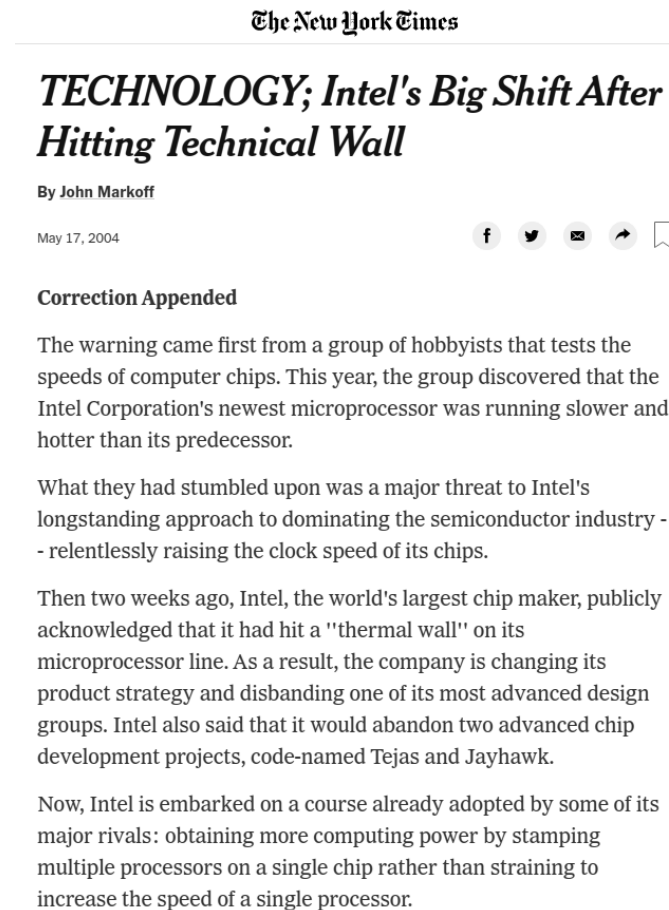 The New York Times
TECHNOLOGY; Intel's Big Shift After
Hitting Technical Wall
By John Markoff
May 17, 2004
Correction Appended
The warning came first from a group of hobbyists that tests the
speeds of computer chips. This year, the group discovered that the
Intel Corporation's newest microprocessor was running slower and
hotter than its predecessor.
What they had stumbled upon was a major threat to Intel's
longstanding approach to dominating the semiconductor industry -
- relentlessly raising the clock speed of its chips.
Then two weeks ago, Intel, the world's largest chip maker, publicly
acknowledged that it had hit a ''thermal wall'' on its
microprocessor line. As a result, the company is changing its
product strategy and disbanding one of its most advanced design
groups. Intel also said that it would abandon two advanced chip
development projects, code-named Tejas and Jayhawk.
Now, Intel is embarked on a course already adopted by some of its
major rivals: obtaining more computing power by stamping
multiple processors on a single chip rather than straining to
increase the speed of a single processor.